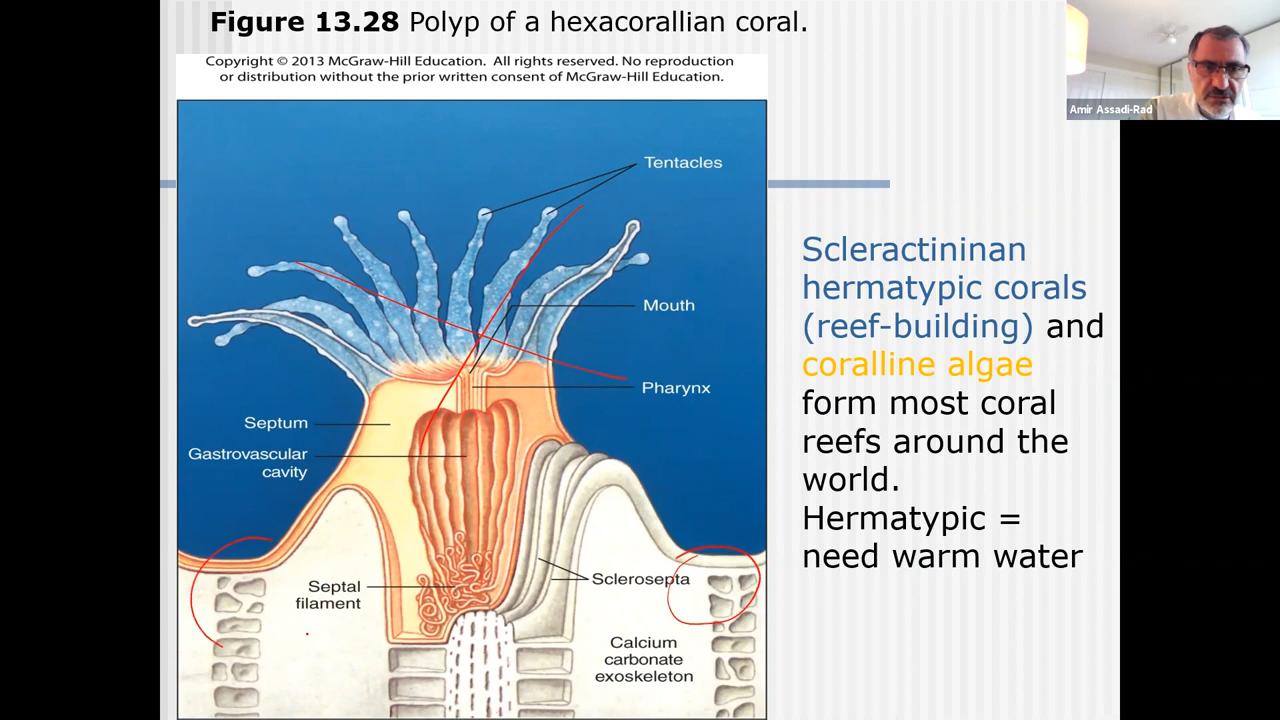 Figure 13.28 Polyp of a hexacorallian coral.
Copyright © 2013 McGraw-Hill Education. All rights reserved. No reproduction
or distribution without the prior written consent of McGraw-Hill Education.
Amir Assadi-Rad
Tentacles
Mouth
Pharynx
Septum
Gastrovascular
cavity
Septal
filament
Sclerosepta
Calcium
carbonate
exoskeleton
Scleractininan
hermatypic corals
(reef-building) and
coralline algae
form most coral
reefs around the
world.
Hermatypic =
need warm water